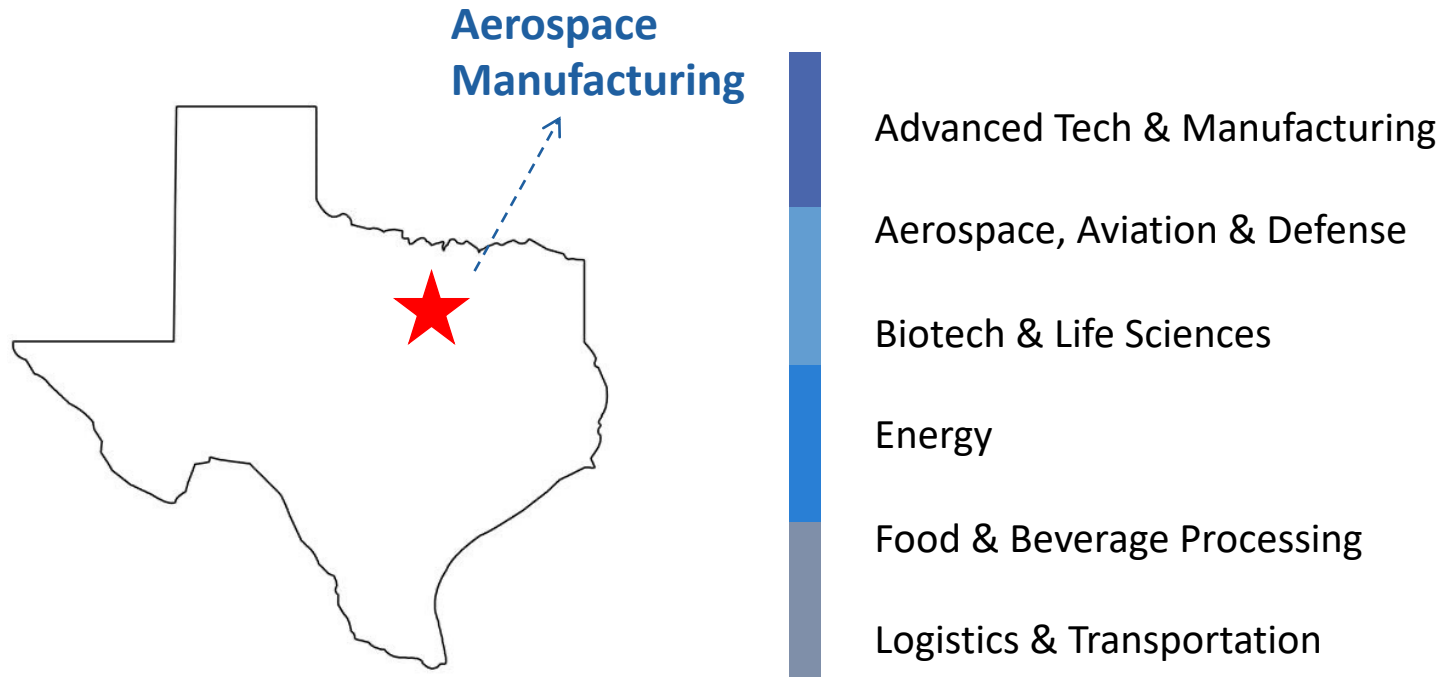 Aerospace
Manufacturing
Advanced Tech & Manufacturing
Aerospace, Aviation & Defense
Biotech & Life Sciences
Energy
Food & Beverage Processing
Logistics & Transportation